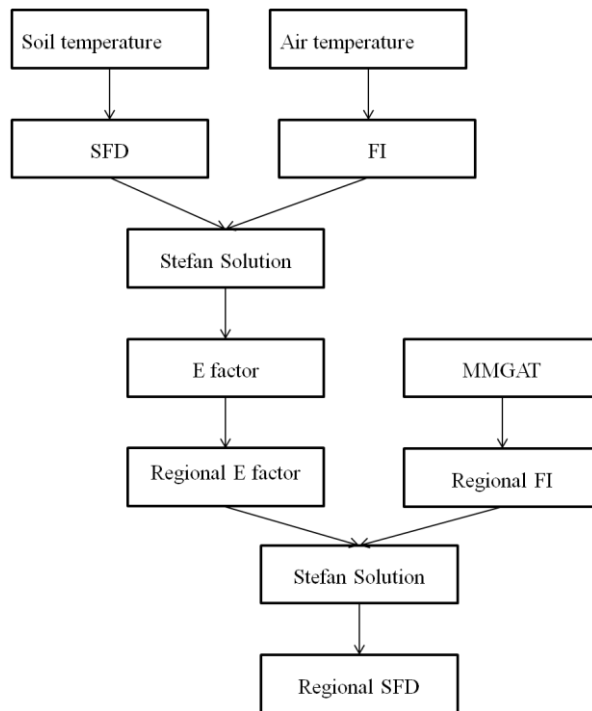 Soil temperature
Air temperature
SFD
FI
Stefan Solution
E factor
MMGAT
Regional E factor
Regional FI
Stefan Solution
Regional SFD